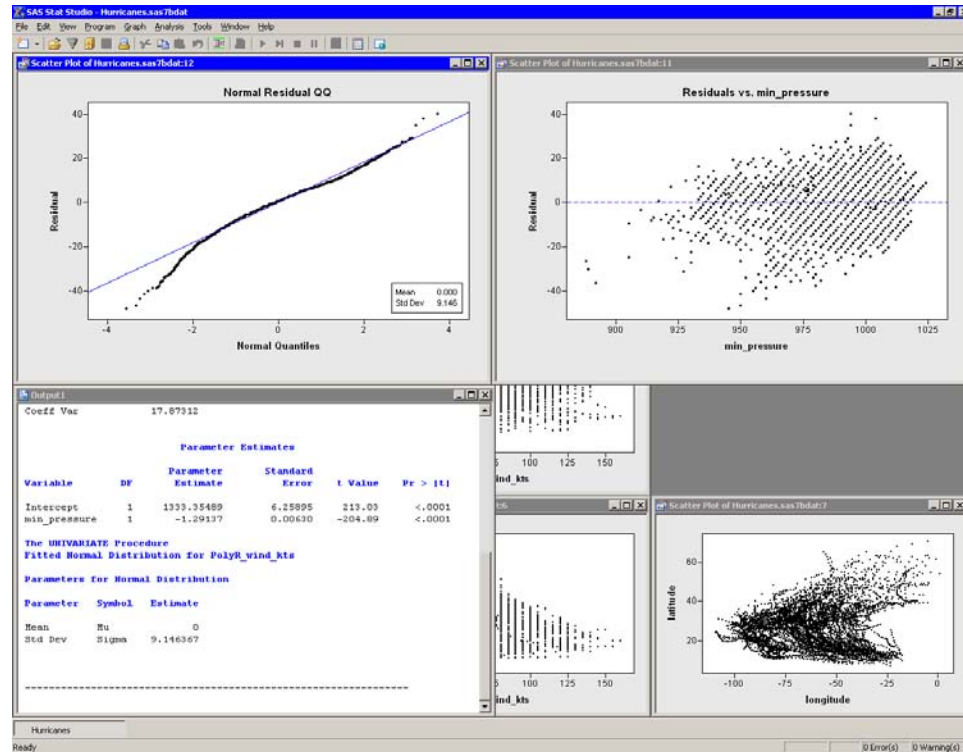 SAS Stat Studio - Hurricanes.sas7bdat
File Edit View Program Graph Analysis Tools Window Help
Scatter Plot of Hurricanes.sas7bdat:12
Normal Residual QQ
40
20
0
-20
-40
Residual
Mean 0.000
Std Dev 9.146
-4 -2 0 2 4
Normal Quantiles
Scatter Plot of Hurricanes.sas7bdat:11
Residuals vs. min_pressure
40
20
0
-20
-40
Residual
900 925 950 975 1000 1025
min_pressure
Output1
Coeff Var 17.87312
Parameter Estimates
Parameter Standard
Variable DF Estimate Error t Value Pr > |t|
Intercept 1 1333.35489 6.25895 213.03 <.0001
min_pressure 1 -1.29137 0.00630 -204.89 <.0001
The UNIVARIATE Procedure
Fitted Normal Distribution for PolyR_wind_kts
Parameters for Normal Distribution
Parameter Symbol Estimate
Mean Mu 0
Std Dev Sigma 9.146367
5 100 125 150
ind_kts
t:6
5 100 125 150
ind_kts
Scatter Plot of Hurricanes.sas7bdat:7
60
40
20
latitude
-100 -75 -50 -25 0
longitude
Hurricanes
Ready 0 Error(s) 0 Warning(s)